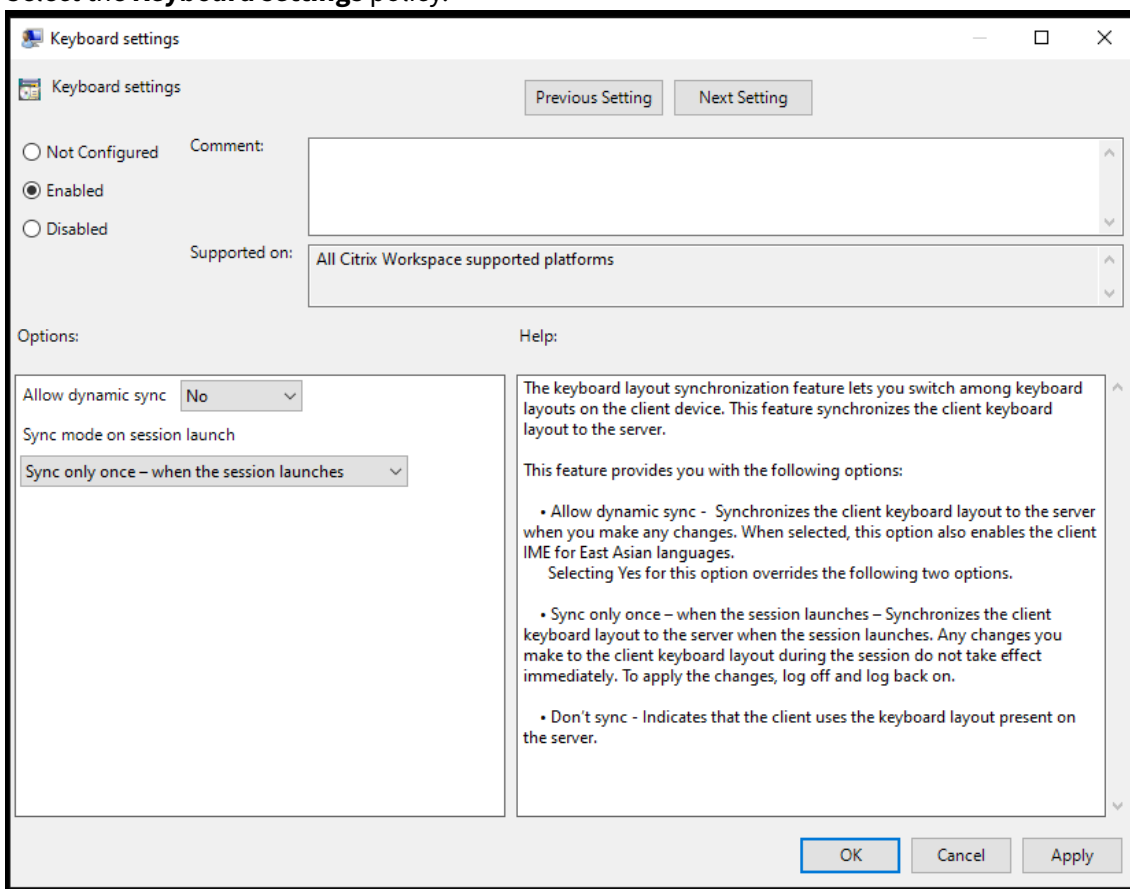 Select the Keyboard settings policy.
Keyboard settings
Keyboard settings
Previous Setting
Next Setting
Not Configured
Comment:
Enabled
Disabled
Supported on:
All Citrix Workspace supported platforms
Options:
Help:
Allow dynamic sync No
Sync mode on session launch
Sync only once – when the session launches
The keyboard layout synchronization feature lets you switch among keyboard
layouts on the client device. This feature synchronizes the client keyboard
layout to the server.
This feature provides you with the following options:
• Allow dynamic sync - Synchronizes the client keyboard layout to the server
when you make any changes. When selected, this option also enables the client
IME for East Asian languages.
Selecting Yes for this option overrides the following two options.
• Sync only once – when the session launches – Synchronizes the client
keyboard layout to the server when the session launches. Any changes you
make to the client keyboard layout during the session do not take effect
immediately. To apply the changes, log off and log back on.
• Don't sync - Indicates that the client uses the keyboard layout present on
the server.
OK
Cancel
Apply